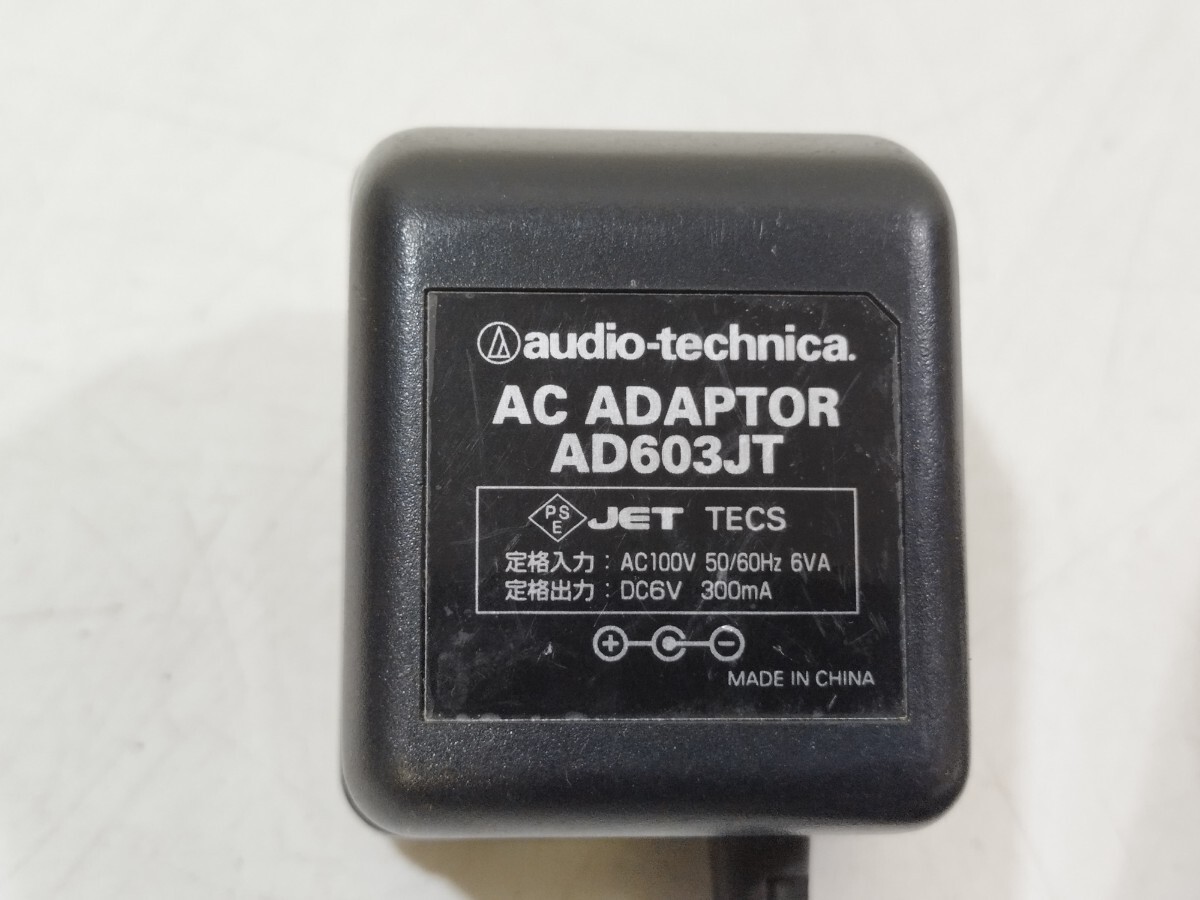 audio-technica.
AC ADAPTOR
AD603JT
PS E JET TECS
定格入力：AC100V 50/60Hz 6VA
定格出力：DC6V 300mA
MADE IN CHINA